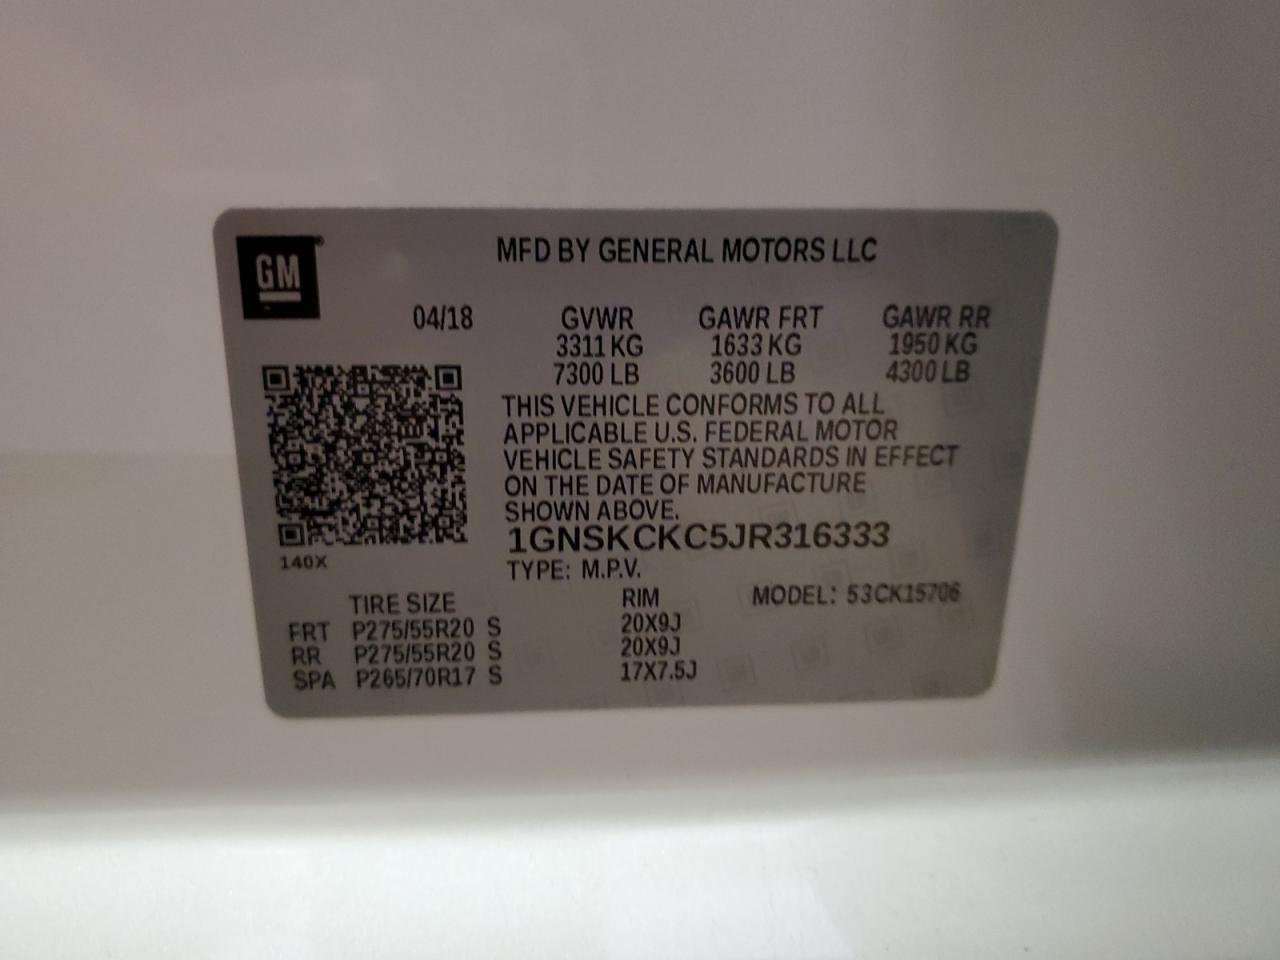 GM
MFD BY GENERAL MOTORS LLC
04/18 GVWR GAWR FRT GAWR RR
3311 KG 1633 KG 1950 KG
7300 LB 3600 LB 4300 LB
THIS VEHICLE CONFORMS TO ALL
APPLICABLE U.S. FEDERAL MOTOR
VEHICLE SAFETY STANDARDS IN EFFECT
ON THE DATE OF MANUFACTURE
SHOWN ABOVE.
1GNSKCKC5JR316333
140X
TYPE: M.P.V.
TIRE SIZE RIM MODEL: 53CK15706
FRT P275/55R20 S 20X9J
RR P275/55R20 S 20X9J
SPA P265/70R17 S 17X7.5J